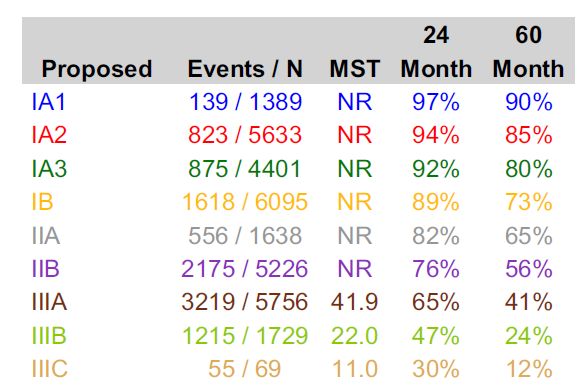 24 60
Proposed Events / N MST Month Month
IA1 139 / 1389 NR 97% 90%
IA2 823 / 5633 NR 94% 85%
IA3 875 / 4401 NR 92% 80%
IB 1618 / 6095 NR 89% 73%
IIA 556 / 1638 NR 82% 65%
IIB 2175 / 5226 NR 76% 56%
IIIA 3219 / 5756 41.9 65% 41%
IIIB 1215 / 1729 22.0 47% 24%
IIIC 55 / 69 11.0 30% 12%